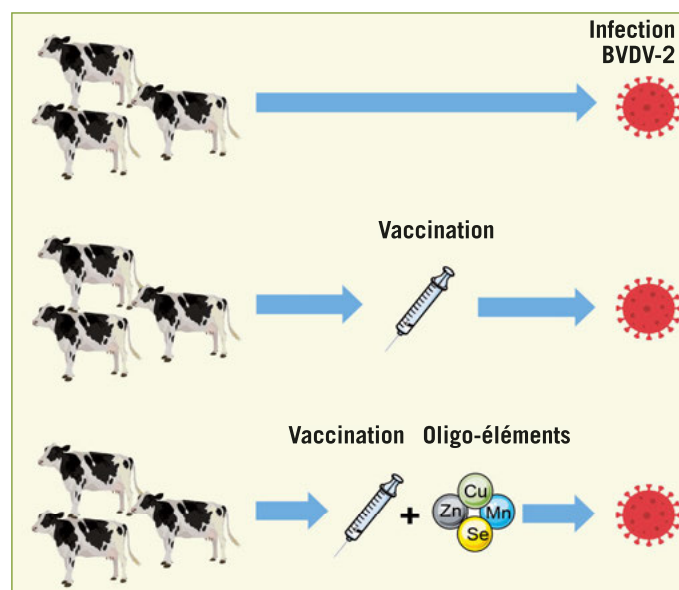 Infection
BVDV-2
Vaccination
Vaccination Oligo-éléments
+
Cu
Zn Mn
Se